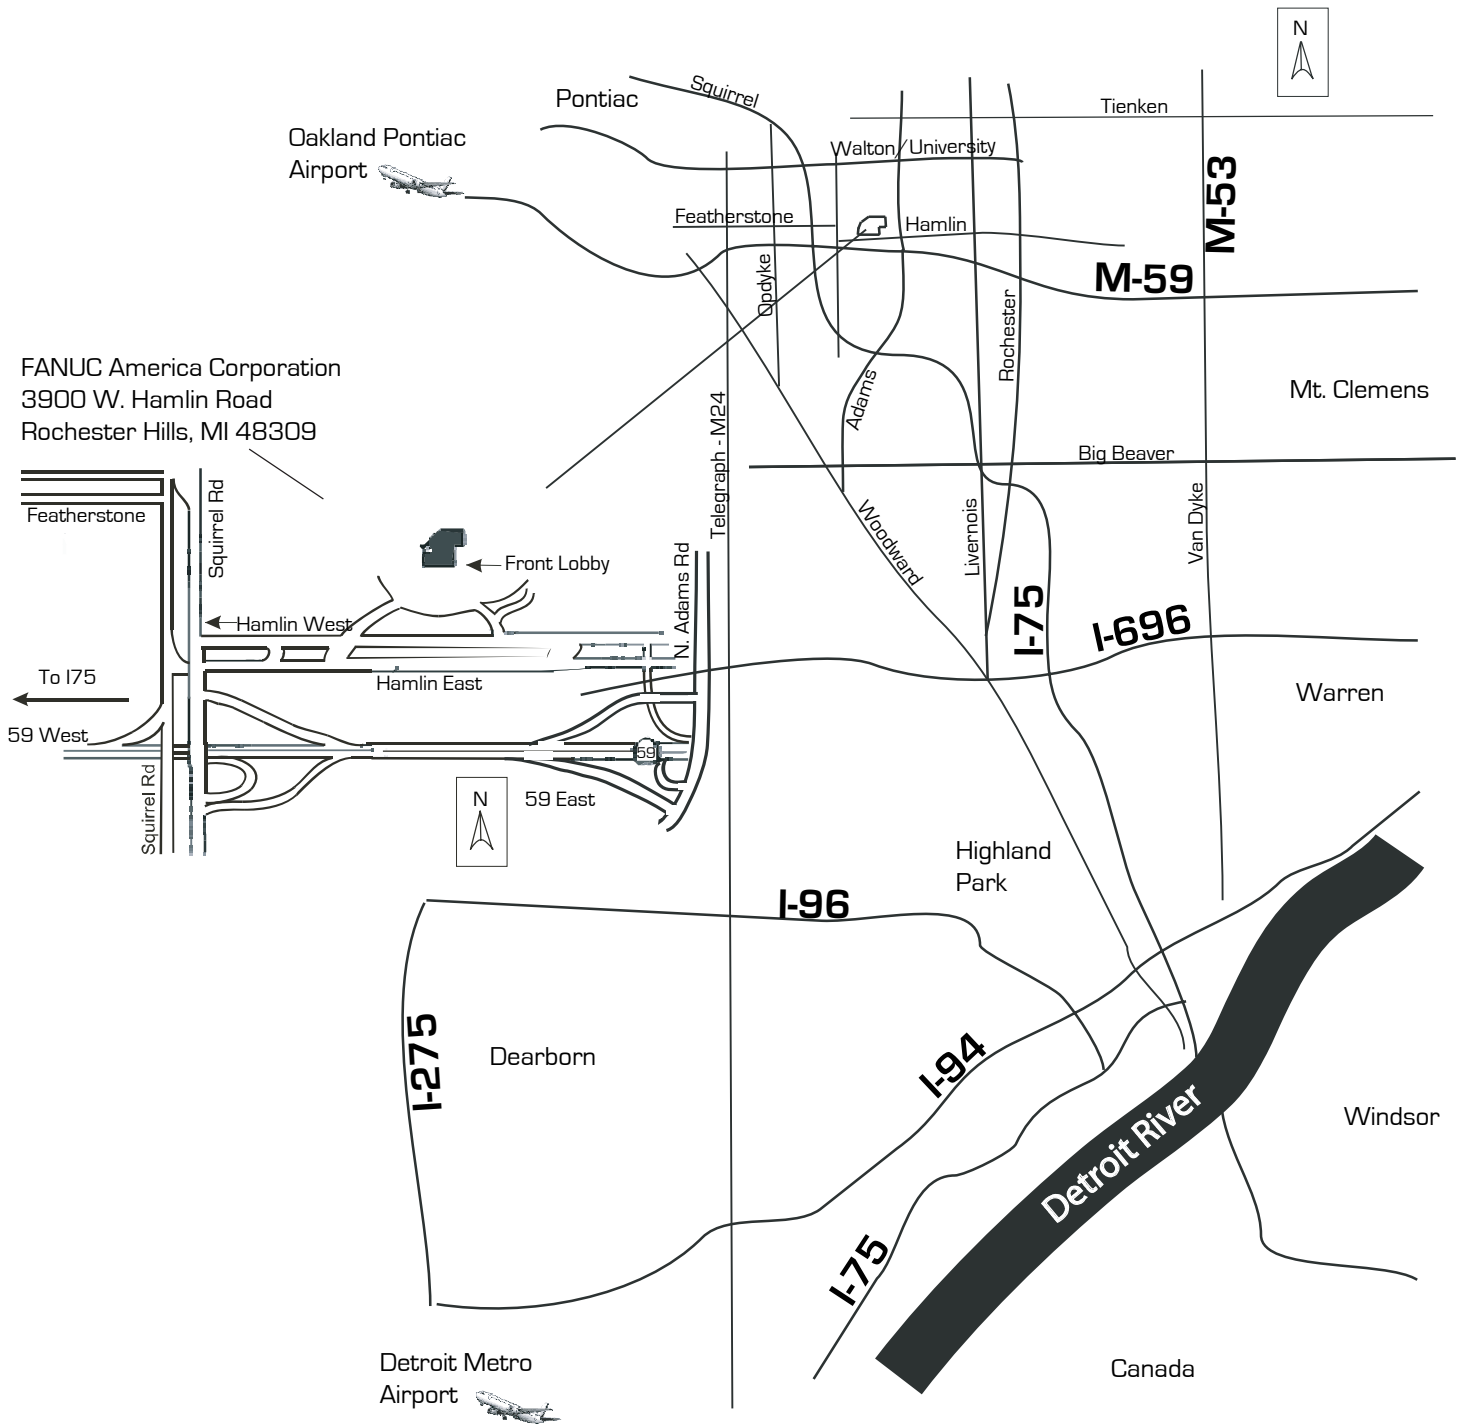 N
Squirrel
Pontiac
Tienken
Oakland Pontiac
Airport
Walton/University
M-53
Featherstone
Hamlin
M-59
Opdyke
Rochester
FANUC America Corporation
3900 W. Hamlin Road
Rochester Hills, MI 48309
Adams
Mt. Clemens
Telegraph - M24
Big Beaver
Squirrel Rd
Featherstone
Woodward
Livernois
Van Dyke
Front Lobby
N. Adams Rd
I-75
I-696
Hamlin West
To I75
Hamlin East
Warren
59 West
59
Squirrel Rd
N
59 East
Highland
Park
I-96
I-275
Dearborn
I-94
Windsor
Detroit River
I-75
Detroit Metro
Airport
Canada